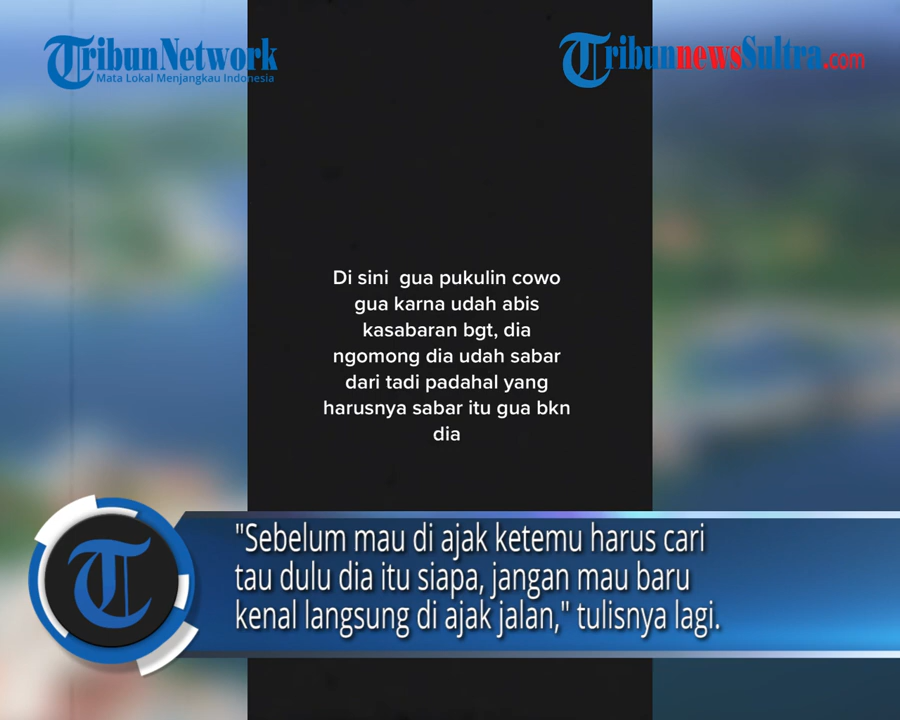 TribunNetwork
Mata Lokal Menjangkau Indonesia
TribunnewsSultra.com
Di sini gua pukulin cowo
gua karna udah abis
kasabaran bgt, dia
ngomong dia udah sabar
dari tadi padahal yang
harusnya sabar itu gua bkn
dia
"Sebelum mau di ajak ketemu harus cari
tau dulu dia itu siapa, jangan mau baru
kenal langsung di ajak jalan," tulisnya lagi.
T